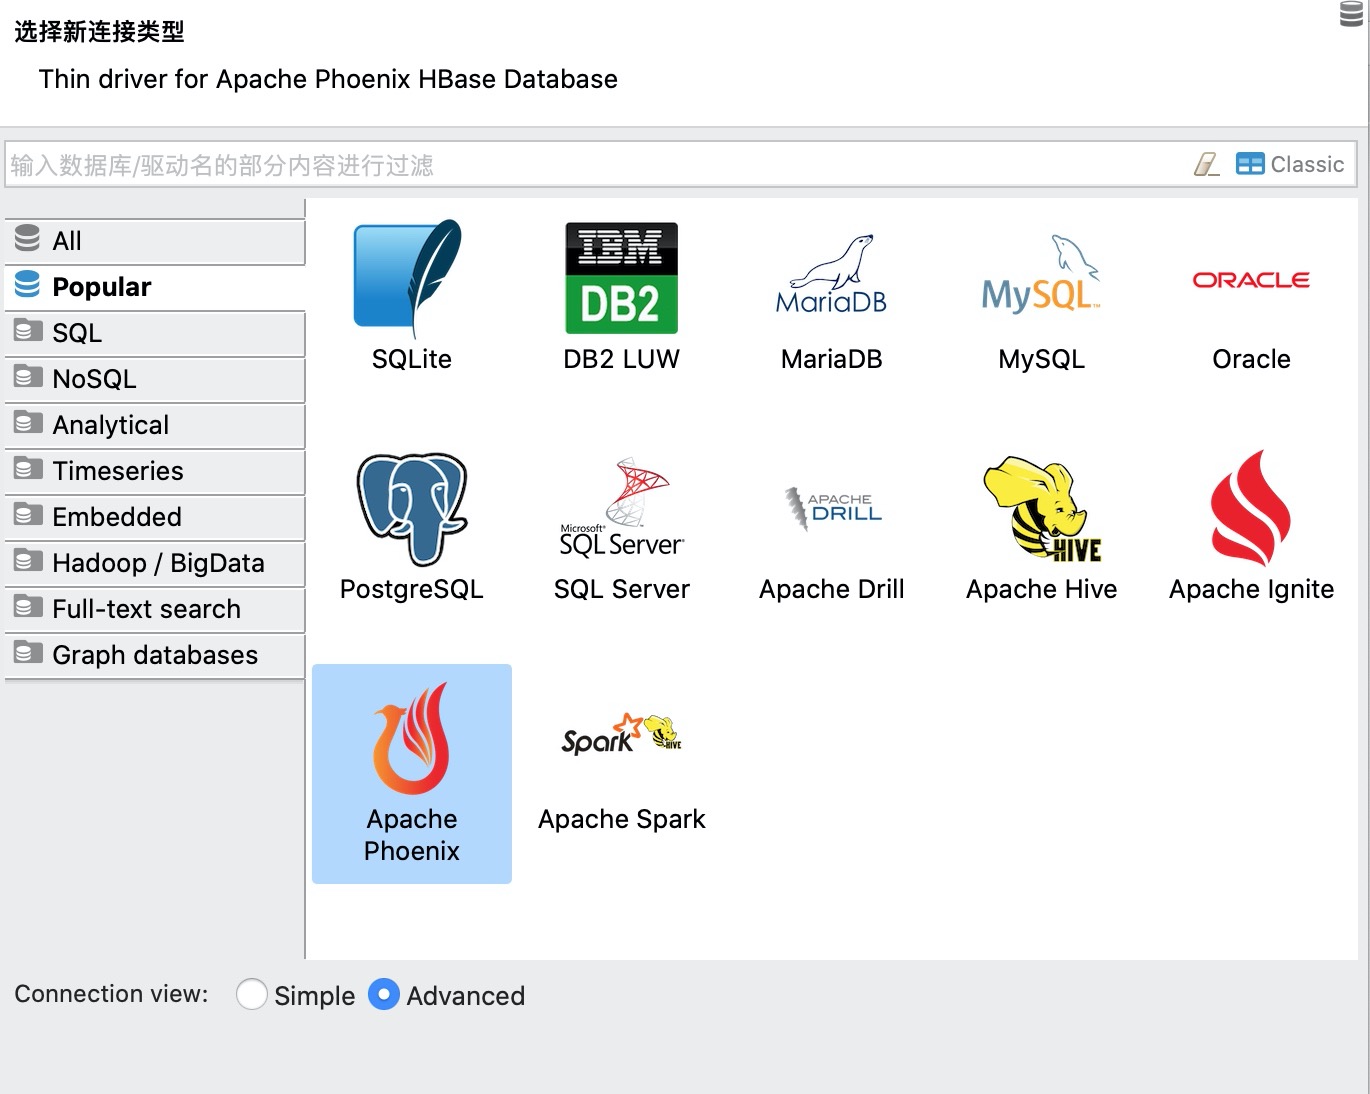 选择新连接类型
Thin driver for Apache Phoenix HBase Database
输入数据库/驱动名的部分内容进行过滤
Classic
All
Popular
SQL
NoSQL
Analytical
Timeseries
Embedded
Hadoop / BigData
Full-text search
Graph databases
IBM
DB2
MariaDB
MySQL™
ORACLE
SQLite
DB2 LUW
MariaDB
MySQL
Oracle
Microsoft®
SQL Server®
APACHE
DRILL
HIVE
PostgreSQL
SQL Server
Apache Drill
Apache Hive
Apache Ignite
Spark
HIVE
Apache
Phoenix
Apache Spark
Connection view:
Simple
Advanced